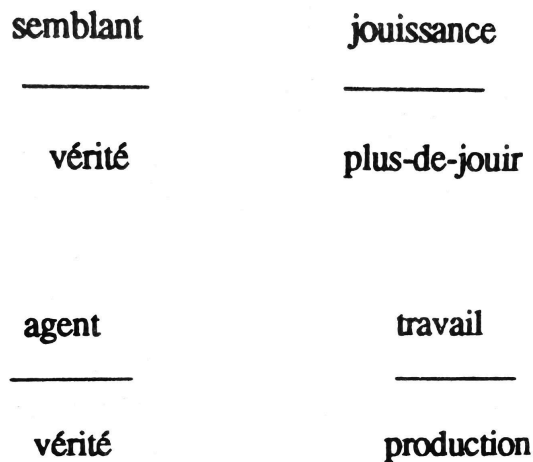 semblant jouissance
vérité plus-de-jouir
agent travail
vérité production